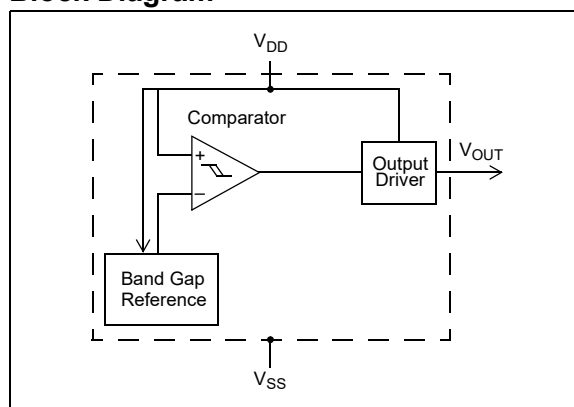 Block Diagram
VDD
Comparator
+
Output
Driver
VOUT
–
Band Gap
Reference
VSS